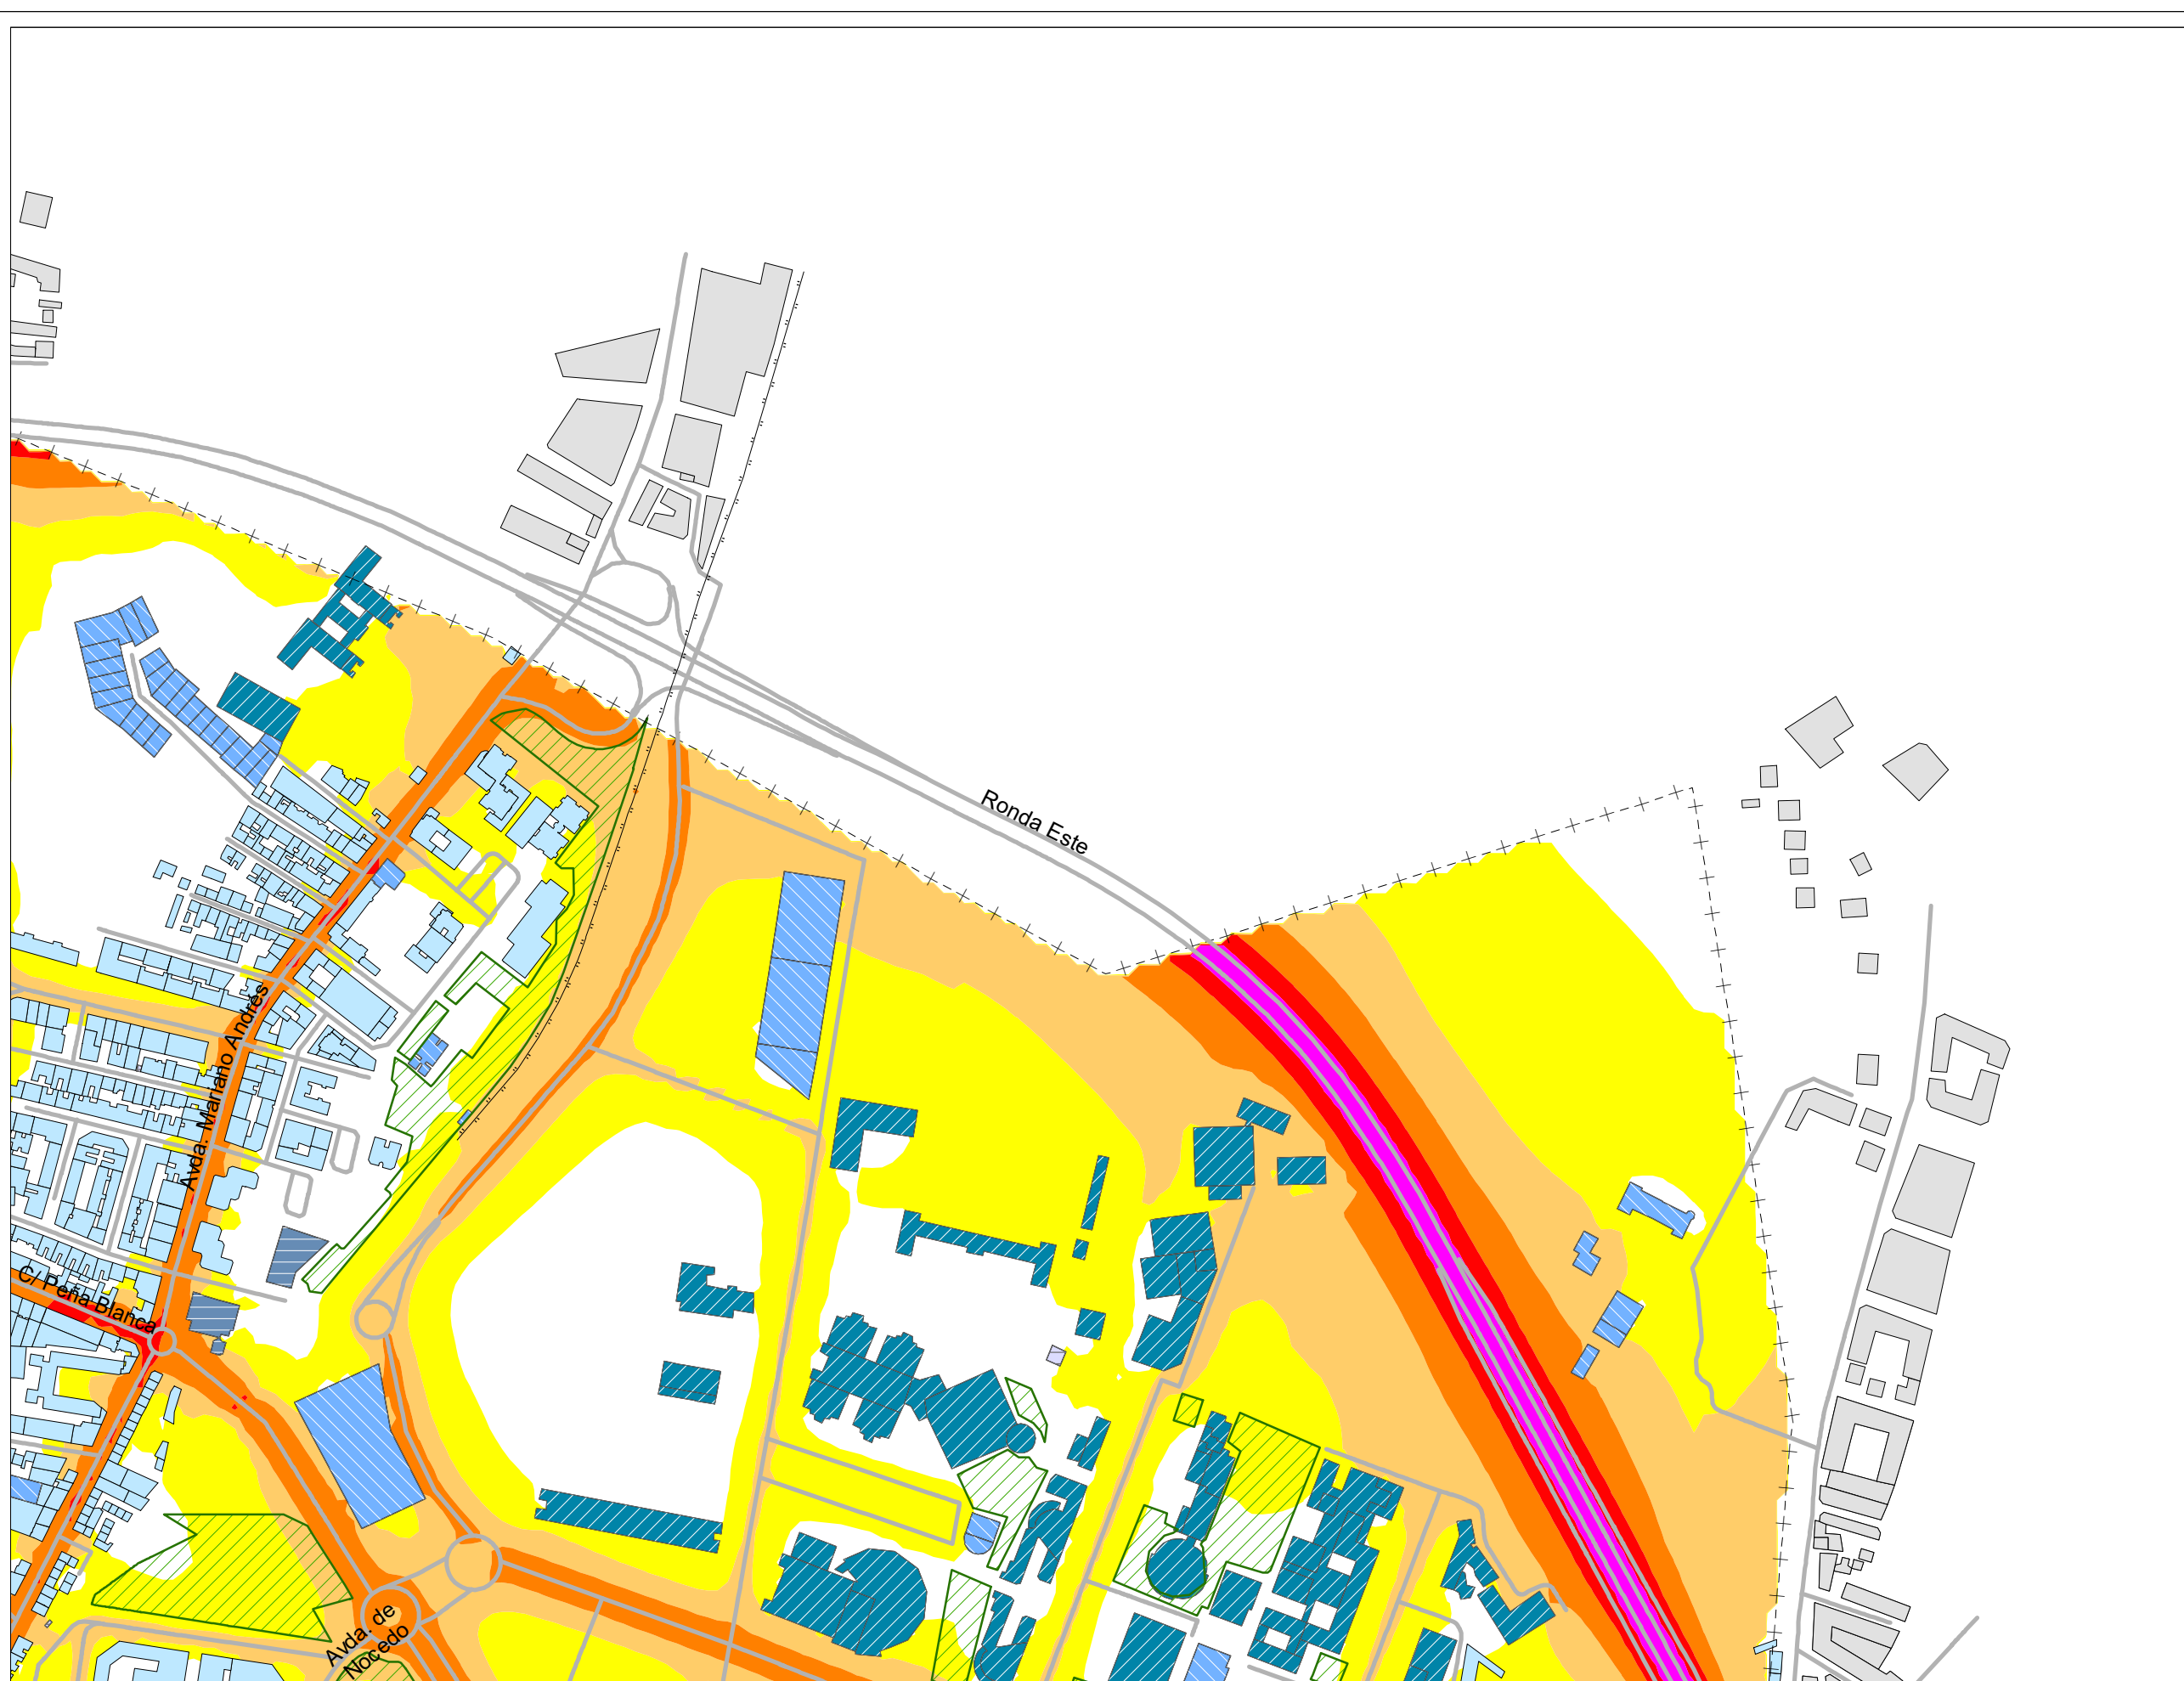 Ronda Este
Avda. Mariano Andrés
C/ Peña Blanca
Avda. de
Nocedo